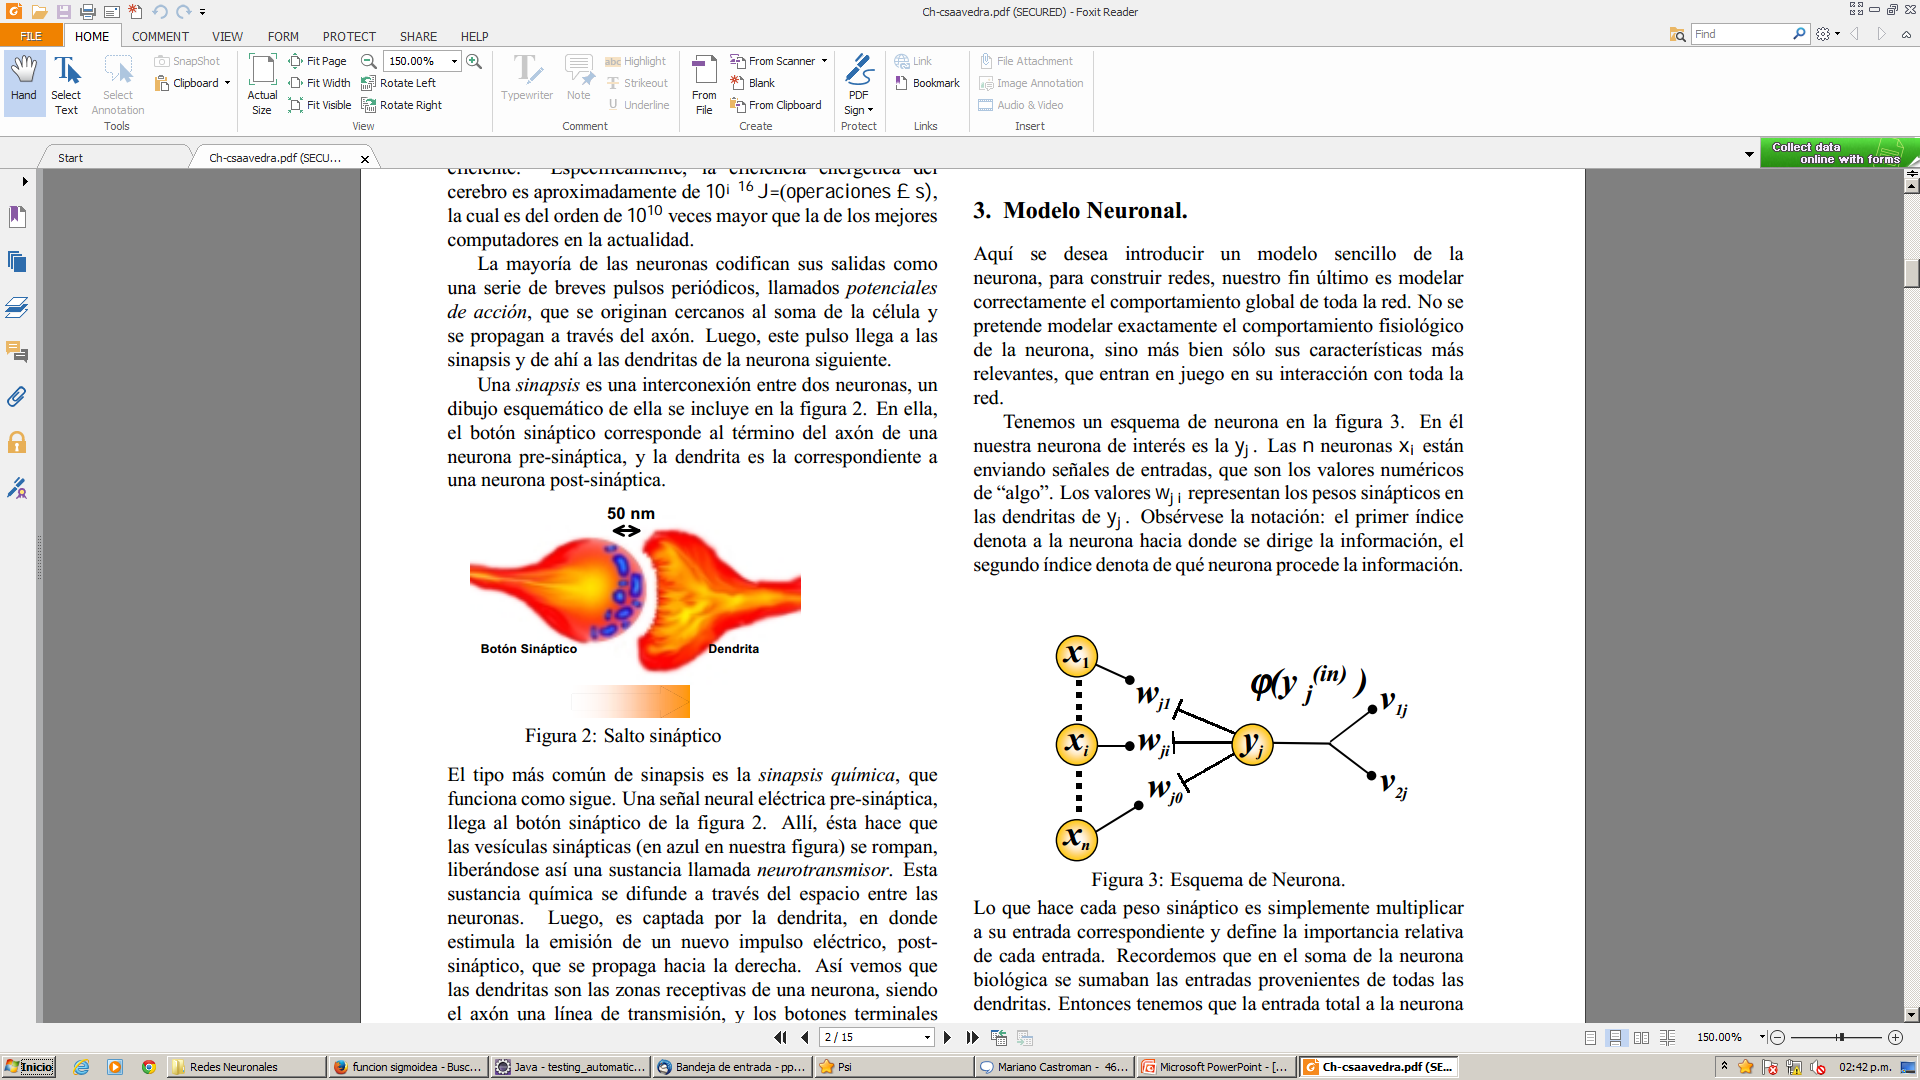 Ch-csaavedra.pdf (SECURED) - Foxit Reader
FILE HOME COMMENT VIEW FORM PROTECT SHARE HELP
Find
Hand
Select Text
Select Annotation
SnapShot
Clipboard
Tools
Actual Size
Fit Page
Fit Width
Fit Visible
150.00%
Rotate Left
Rotate Right
View
Typewriter
Note
Highlight
Strikeout
Underline
Comment
From File
From Scanner
Blank
From Clipboard
Create
PDF Sign
Protect
Link
Bookmark
Links
File Attachment
Image Annotation
Audio & Video
Insert
Start
Ch-csaavedra.pdf (SECU...
Collect data
online with forms
eficiente. Específicamente, la eficiencia energética del
cerebro es aproximadamente de 10¡ 16 J=(operaciones £ s),
la cual es del orden de 10^10 veces mayor que la de los mejores
computadores en la actualidad.
La mayoría de las neuronas codifican sus salidas como
una serie de breves pulsos periódicos, llamados potenciales
de acción, que se originan cercanos al soma de la célula y
se propagan a través del axón. Luego, este pulso llega a las
sinapsis y de ahí a las dendritas de la neurona siguiente.
Una sinapsis es una interconexión entre dos neuronas, un
dibujo esquemático de ella se incluye en la figura 2. En ella,
el botón sináptico corresponde al término del axón de una
neurona pre-sináptica, y la dendrita es la correspondiente a
una neurona post-sináptica.
50 nm
Botón Sináptico
Dendrita
Figura 2: Salto sináptico
El tipo más común de sinapsis es la sinapsis química, que
funciona como sigue. Una señal neural eléctrica pre-sináptica,
llega al botón sináptico de la figura 2. Allí, ésta hace que
las vesículas sinápticas (en azul en nuestra figura) se rompan,
liberándose así una sustancia llamada neurotransmisor. Esta
sustancia química se difunde a través del espacio entre las
neuronas. Luego, es captada por la dendrita, en donde
estimula la emisión de un nuevo impulso eléctrico, post-
sináptico, que se propaga hacia la derecha. Así vemos que
las dendritas son las zonas receptivas de una neurona, siendo
el axón una línea de transmisión, y los botones terminales
3. Modelo Neuronal.
Aquí se desea introducir un modelo sencillo de la
neurona, para construir redes, nuestro fin último es modelar
correctamente el comportamiento global de toda la red. No se
pretende modelar exactamente el comportamiento fisiológico
de la neurona, sino más bien sólo sus características más
relevantes, que entran en juego en su interacción con toda la
red.
Tenemos un esquema de neurona en la figura 3. En él
nuestra neurona de interés es la yj. Las n neuronas xi están
enviando señales de entradas, que son los valores numéricos
de “algo”. Los valores wji representan los pesos sinápticos en
las dendritas de yj. Obsérvese la notación: el primer índice
denota a la neurona hacia donde se dirige la información, el
segundo índice denota de qué neurona procede la información.
x1
wj1
φ(y j(in) )
v1j
xi
wji
yj
wj0
v2j
xn
Figura 3: Esquema de Neurona.
Lo que hace cada peso sináptico es simplemente multiplicar
a su entrada correspondiente y define la importancia relativa
de cada entrada. Recordemos que en el soma de la neurona
biológica se sumaban las entradas provenientes de todas las
dendritas. Entonces tenemos que la entrada total a la neurona
2 / 15
150.00%
Inicio
Redes Neuronales
funcion sigmoidea - Busc...
Java - testing_automatic...
Bandeja de entrada - pp...
Psi
Mariano Castroman - 46...
Microsoft PowerPoint - [...
Ch-csaavedra.pdf (SE...
02:42 p.m.